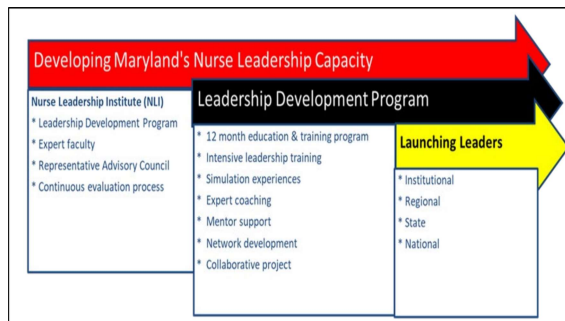 Developing Maryland's Nurse Leadership Capacity
Nurse Leadership Institute (NLI)
* Leadership Development Program
* Expert faculty
* Representative Advisory Council
* Continuous evaluation process
Leadership Development Program
* 12 month education & training program
* Intensive leadership training
* Simulation experiences
* Expert coaching
* Mentor support
* Network development
* Collaborative project
Launching Leaders
* Institutional
* Regional
* State
* National